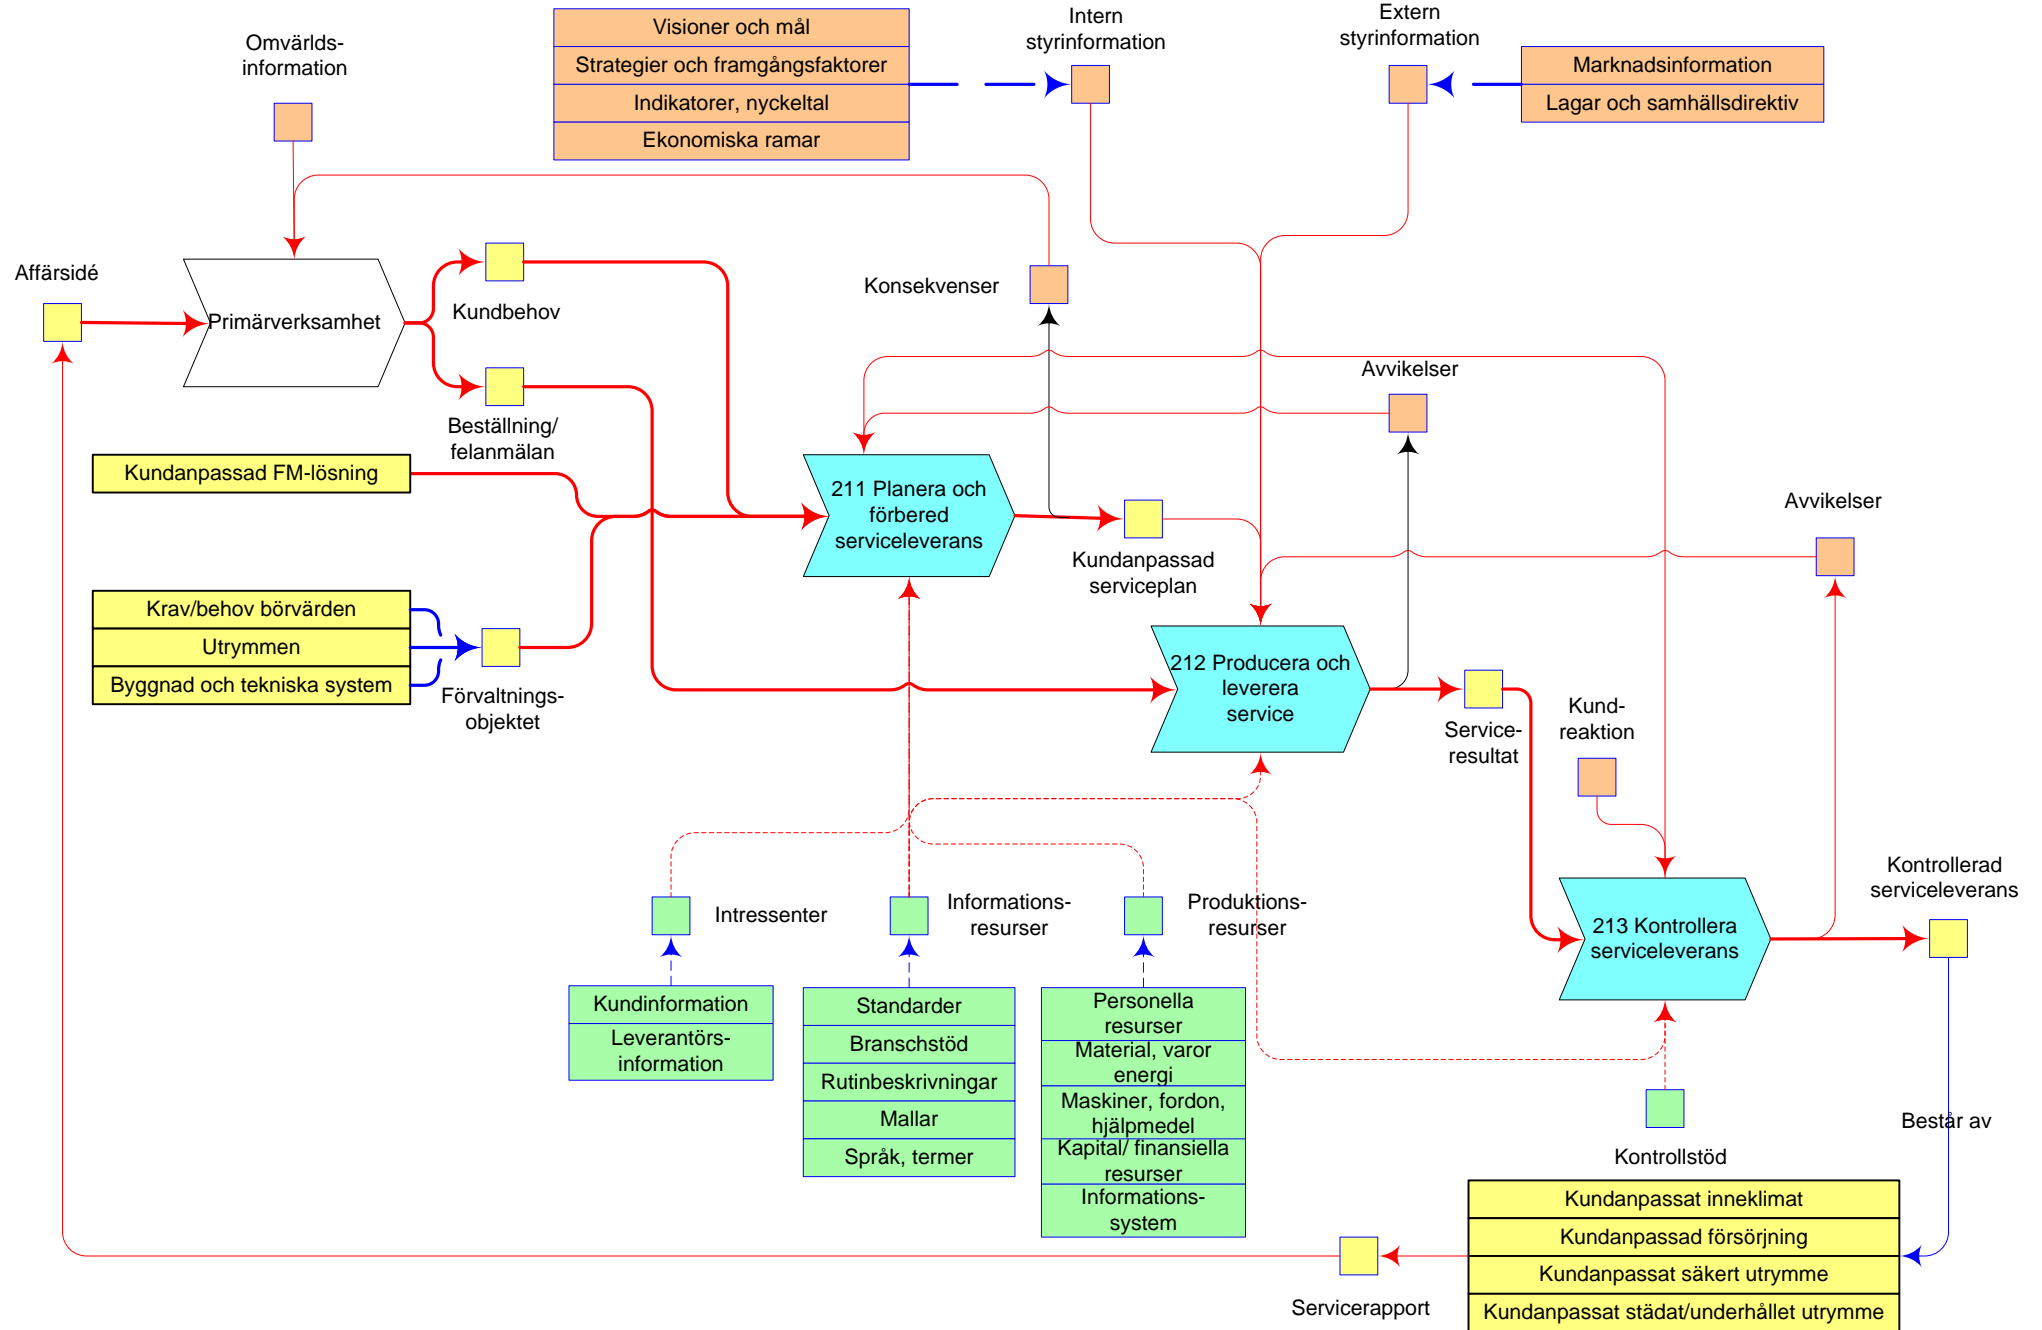 Omvärlds-
information
Visioner och mål
Strategier och framgångsfaktorer
Indikatorer, nyckeltal
Ekonomiska ramar
Intern
styrinformation
Extern
styrinformation
Marknadsinformation
Lagar och samhällsdirektiv
Affärsidé
Primärverksamhet
Kundbehov
Beställning/
felanmälan
Konsekvenser
Avvikelser
Kundanpassad FM-lösning
211 Planera och
förbered
serviceleverans
Kundanpassad
serviceplan
Avvikelser
Krav/behov börvärden
Utrymmen
Byggnad och tekniska system
Förvaltnings-
objektet
212 Producera och
leverera
service
Service-
resultat
Kund-
reaktion
Intressenter
Informations-
resurser
Produktions-
resurser
213 Kontrollera
serviceleverans
Kontrollerad
serviceleverans
Kundinformation
Leverantörs-
information
Standarder
Branschstöd
Rutinbeskrivningar
Mallar
Språk, termer
Personella
resurser
Material, varor
energi
Maskiner, fordon,
hjälpmedel
Kapital/ finansiella
resurser
Informations-
system
Kontrollstöd
Består av
Kundanpassat inneklimat
Kundanpassad försörjning
Kundanpassat säkert utrymme
Kundanpassat städat/underhållet utrymme
Servicerapport